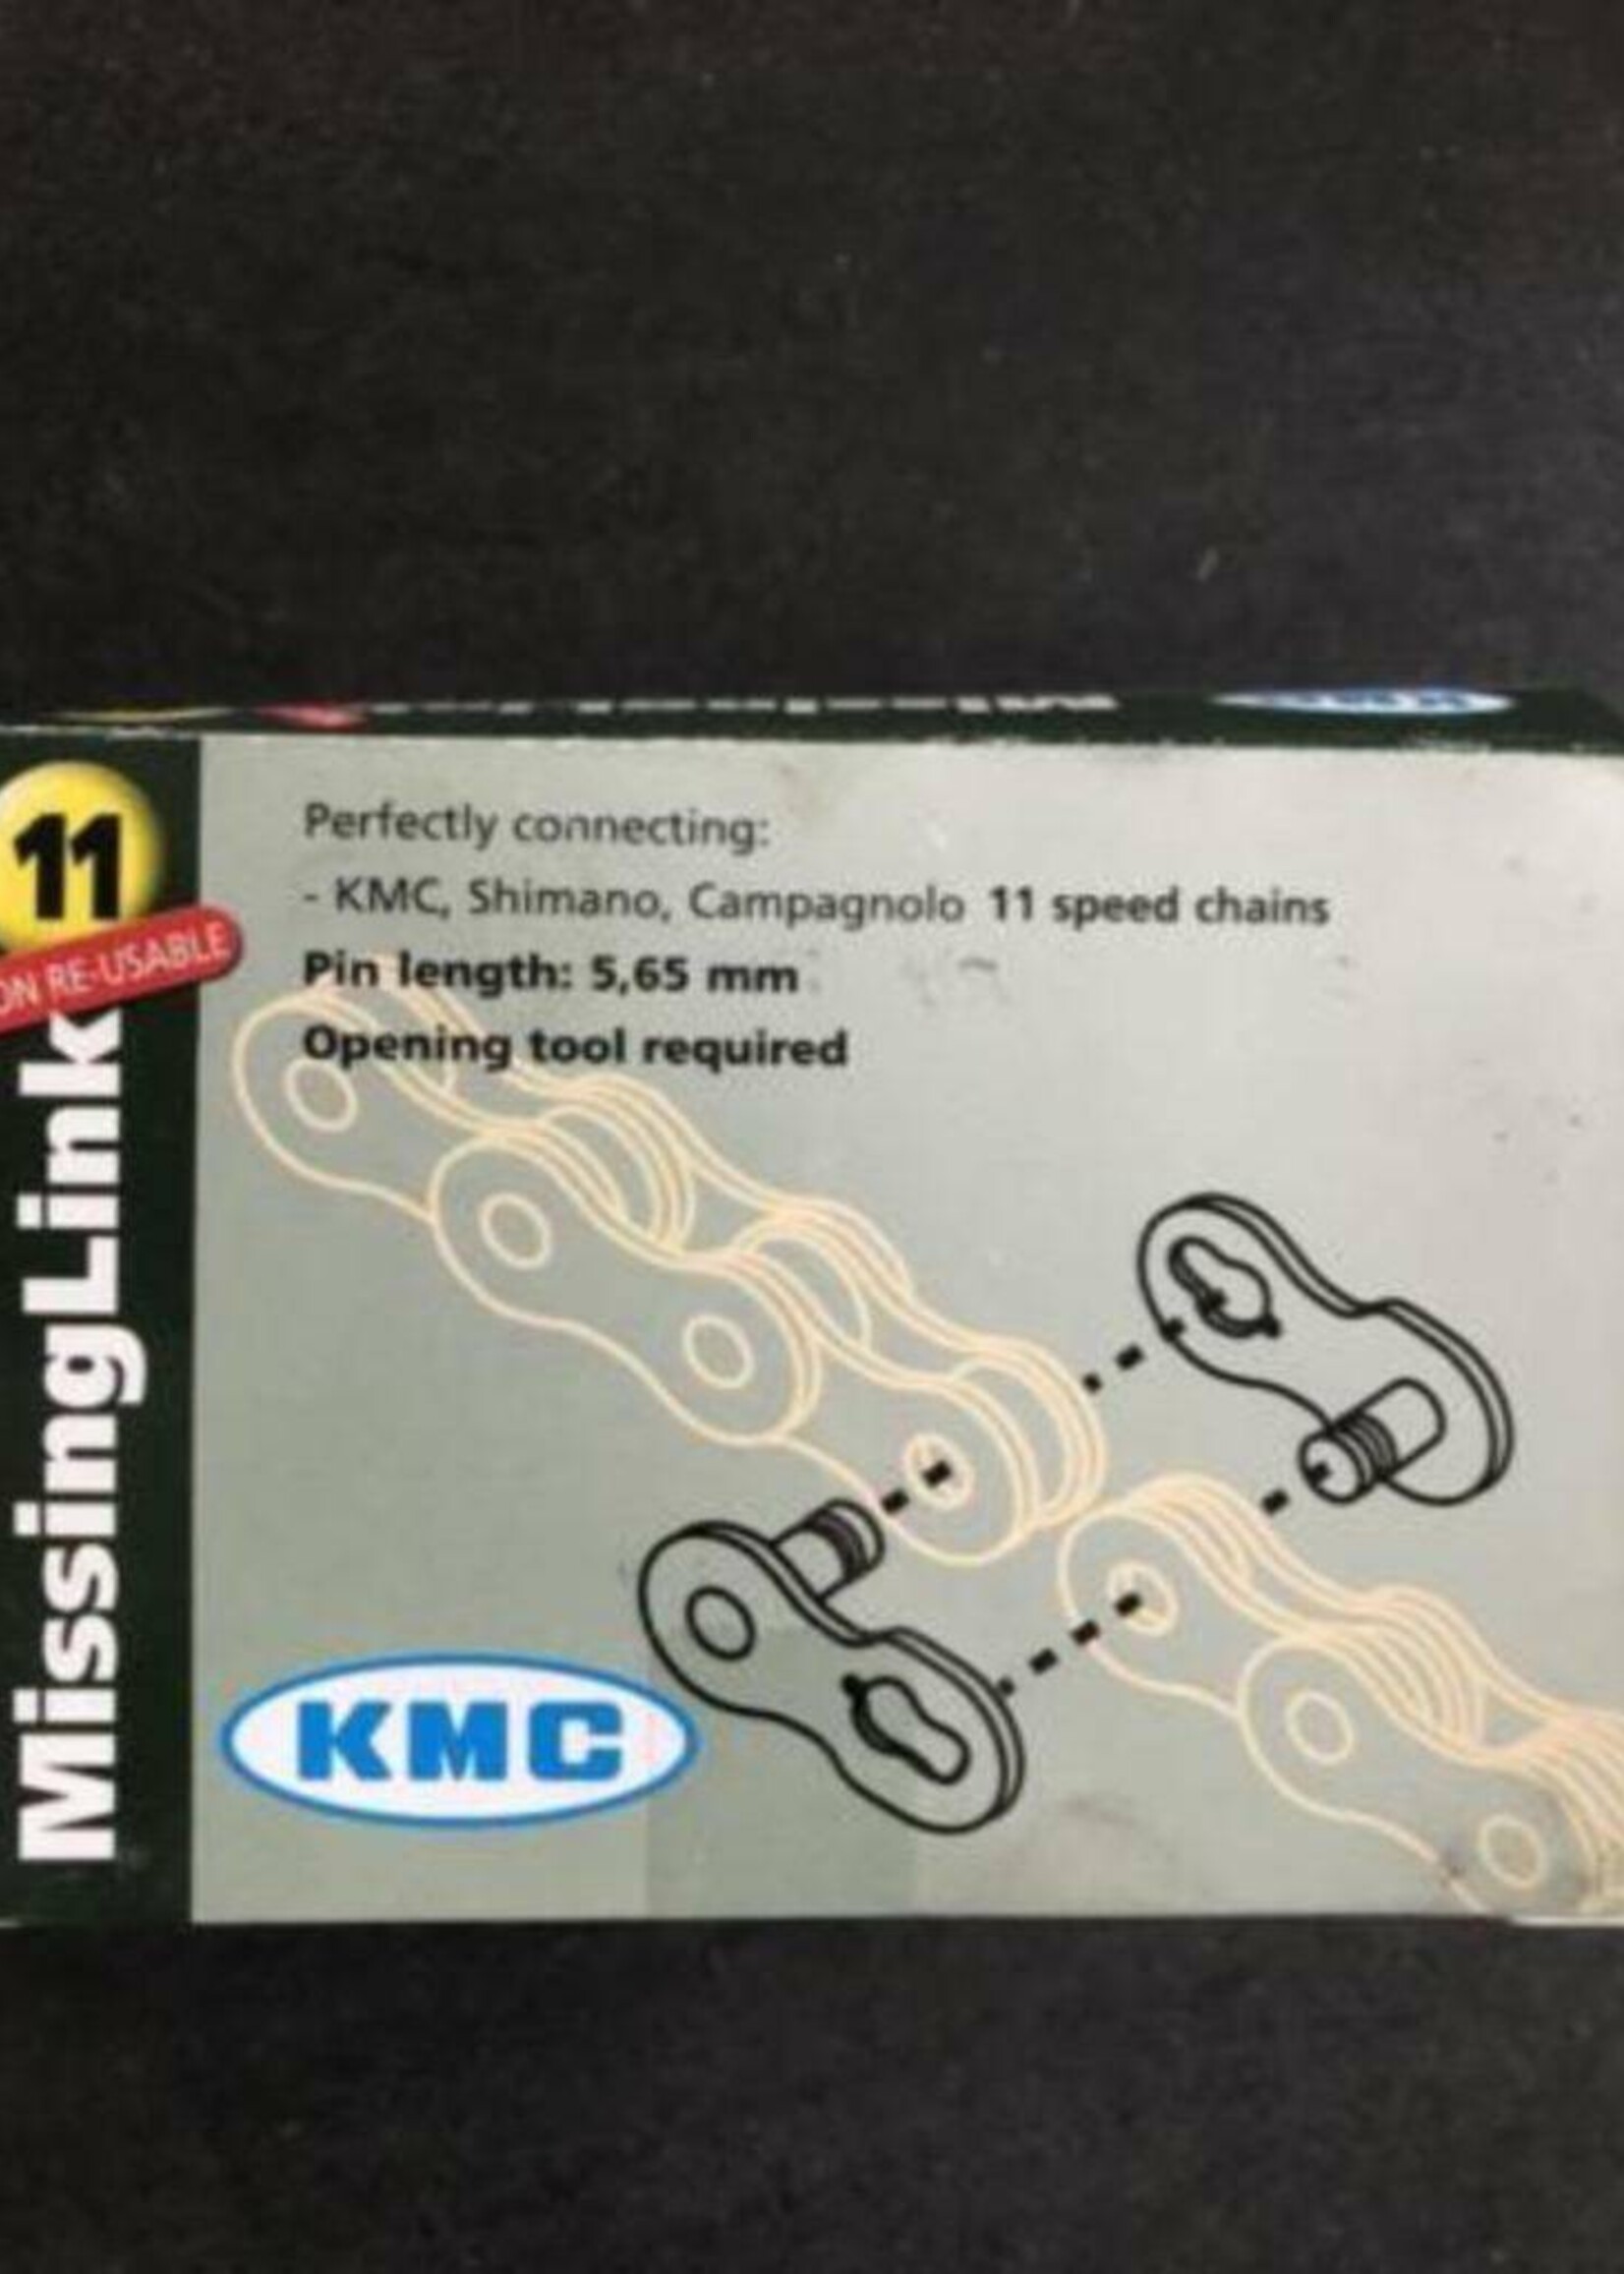 11
ON RE-USABLE
MissingLink
Perfectly connecting:
- KMC, Shimano, Campagnolo 11 speed chains
Pin length: 5,65 mm
Opening tool required
KMC